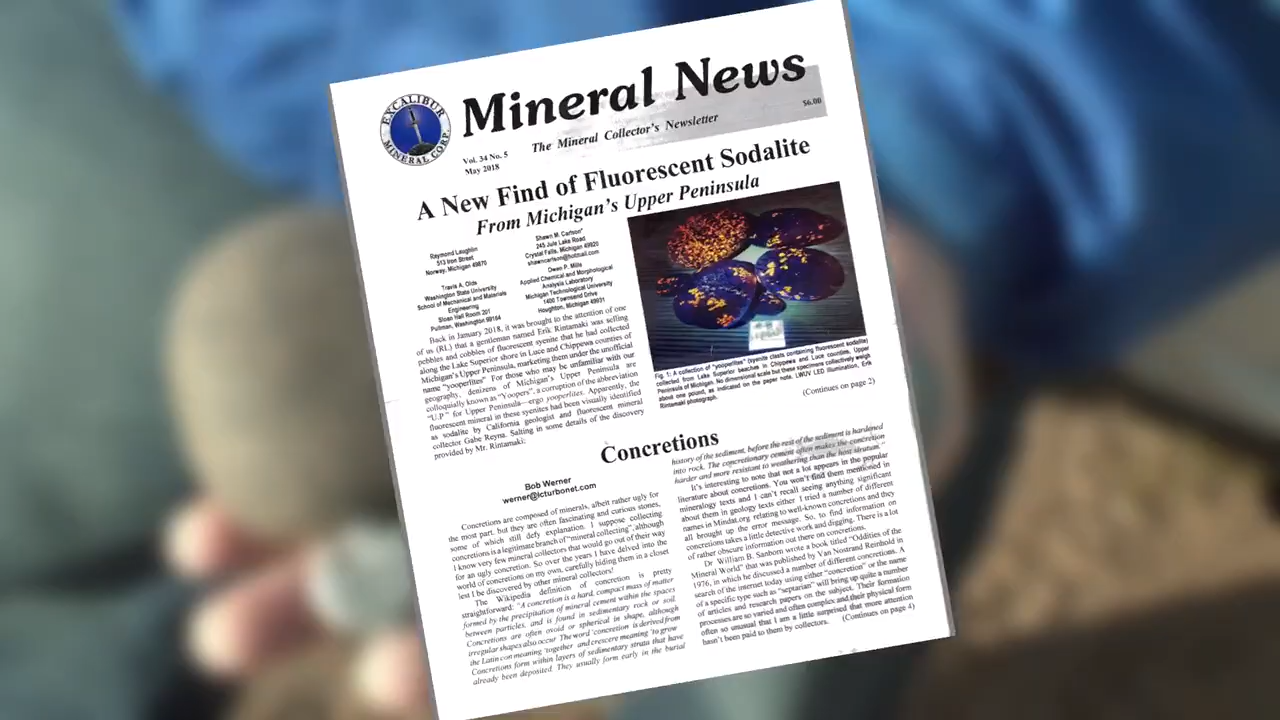 EXCALIBUR
MINERAL CORP.
Mineral News
$6.00
The Mineral Collector's Newsletter
Vol. 34 No. 5
May 2018
A New Find of Fluorescent Sodalite
From Michigan's Upper Peninsula
Raymond Laughlin
513 Iron Street
Norway, Michigan 49870
Shawn M. Carlson*
245 Jule Lake Road
Crystal Falls, Michigan 49920
shawncarlson@hotmail.com
Travis A. Olds
Washington State University
School of Mechanical and Materials
Engineering
Sloan Hall Room 201
Pullman, Washington 99164
Owen P. Mills
Applied Chemical and Morphological
Analysis Laboratory
Michigan Technological University
1400 Townsend Drive
Houghton, Michigan 49931
Back in January 2018, it was brought to the attention of one
of us (RL) that a gentleman named Erik Rintamaki was selling
pebbles and cobbles of fluorescent syenite that he had collected
along the Lake Superior shore in Luce and Chippewa counties of
Michigan's Upper Peninsula, marketing them under the unofficial
name "yooperlites" For those who may be unfamiliar with our
geography, denizens of Michigan's Upper Peninsula are
colloquially known as "Yoopers", a corruption of the abbreviation
"U.P." for Upper Peninsula—ergo yooperlites. Apparently, the
fluorescent mineral in these syenites had been visually identified
as sodalite by California geologist and fluorescent mineral
collector Gabe Reyna. Salting in some details of the discovery
provided by Mr. Rintamaki:
Fig. 1: A collection of "yooperlites" (syenite clasts containing fluorescent sodalite)
collected from Lake Superior beaches in Chippewa and Luce counties, Upper
Peninsula of Michigan. No dimensional scale but these specimens collectively weigh
about one pound, as indicated on the paper note. LWUV LED illumination, Erik
Rintamaki photograph.
(Continues on page 2)
Concretions
Bob Werner
werner@lcturbonet.com
Concretions are composed of minerals, albeit rather ugly for
the most part, but they are often fascinating and curious stones,
some of which still defy explanation. I suppose collecting
concretions is a legitimate branch of "mineral collecting", although
I know very few mineral collectors that would go out of their way
for an ugly concretion. So over the years I have delved into the
world of concretions on my own, carefully hiding them in a closet
lest I be discovered by other mineral collectors!
The Wikipedia definition of concretion is pretty
straightforward: "A concretion is a hard, compact mass of matter
formed by the precipitation of mineral cement within the spaces
between particles, and is found in sedimentary rock or soil.
Concretions are often ovoid or spherical in shape, although
irregular shapes also occur. The word 'concretion' is derived from
the Latin con meaning 'together' and crescere meaning 'to grow'.
Concretions form within layers of sedimentary strata that have
already been deposited. They usually form early in the burial
history of the sediment, before the rest of the sediment is hardened
into rock. The concretionary cement often makes the concretion
harder and more resistant to weathering than the host stratum."
It's interesting to note that not a lot appears in the popular
literature about concretions. You won't find them mentioned in
mineralogy texts and I can't recall seeing anything significant
about them in geology texts either. I tried a number of different
names in Mindat.org relating to well-known concretions and they
all brought up the error message. So, to find information on
concretions takes a little detective work and digging. There is a lot
of rather obscure information out there on concretions.
Dr William B. Sanborn wrote a book titled "Oddities of the
Mineral World" that was published by Van Nostrand Reinhold in
1976, in which he discussed a number of different concretions. A
search of the internet today using either "concretion" or the name
of a specific type such as "septarian" will bring up quite a number
of articles and research papers on the subject. Their formation
processes are so varied and often complex and their physical form
often so unusual that I am a little surprised that more attention
hasn't been paid to them by collectors.
(Continues on page 4)